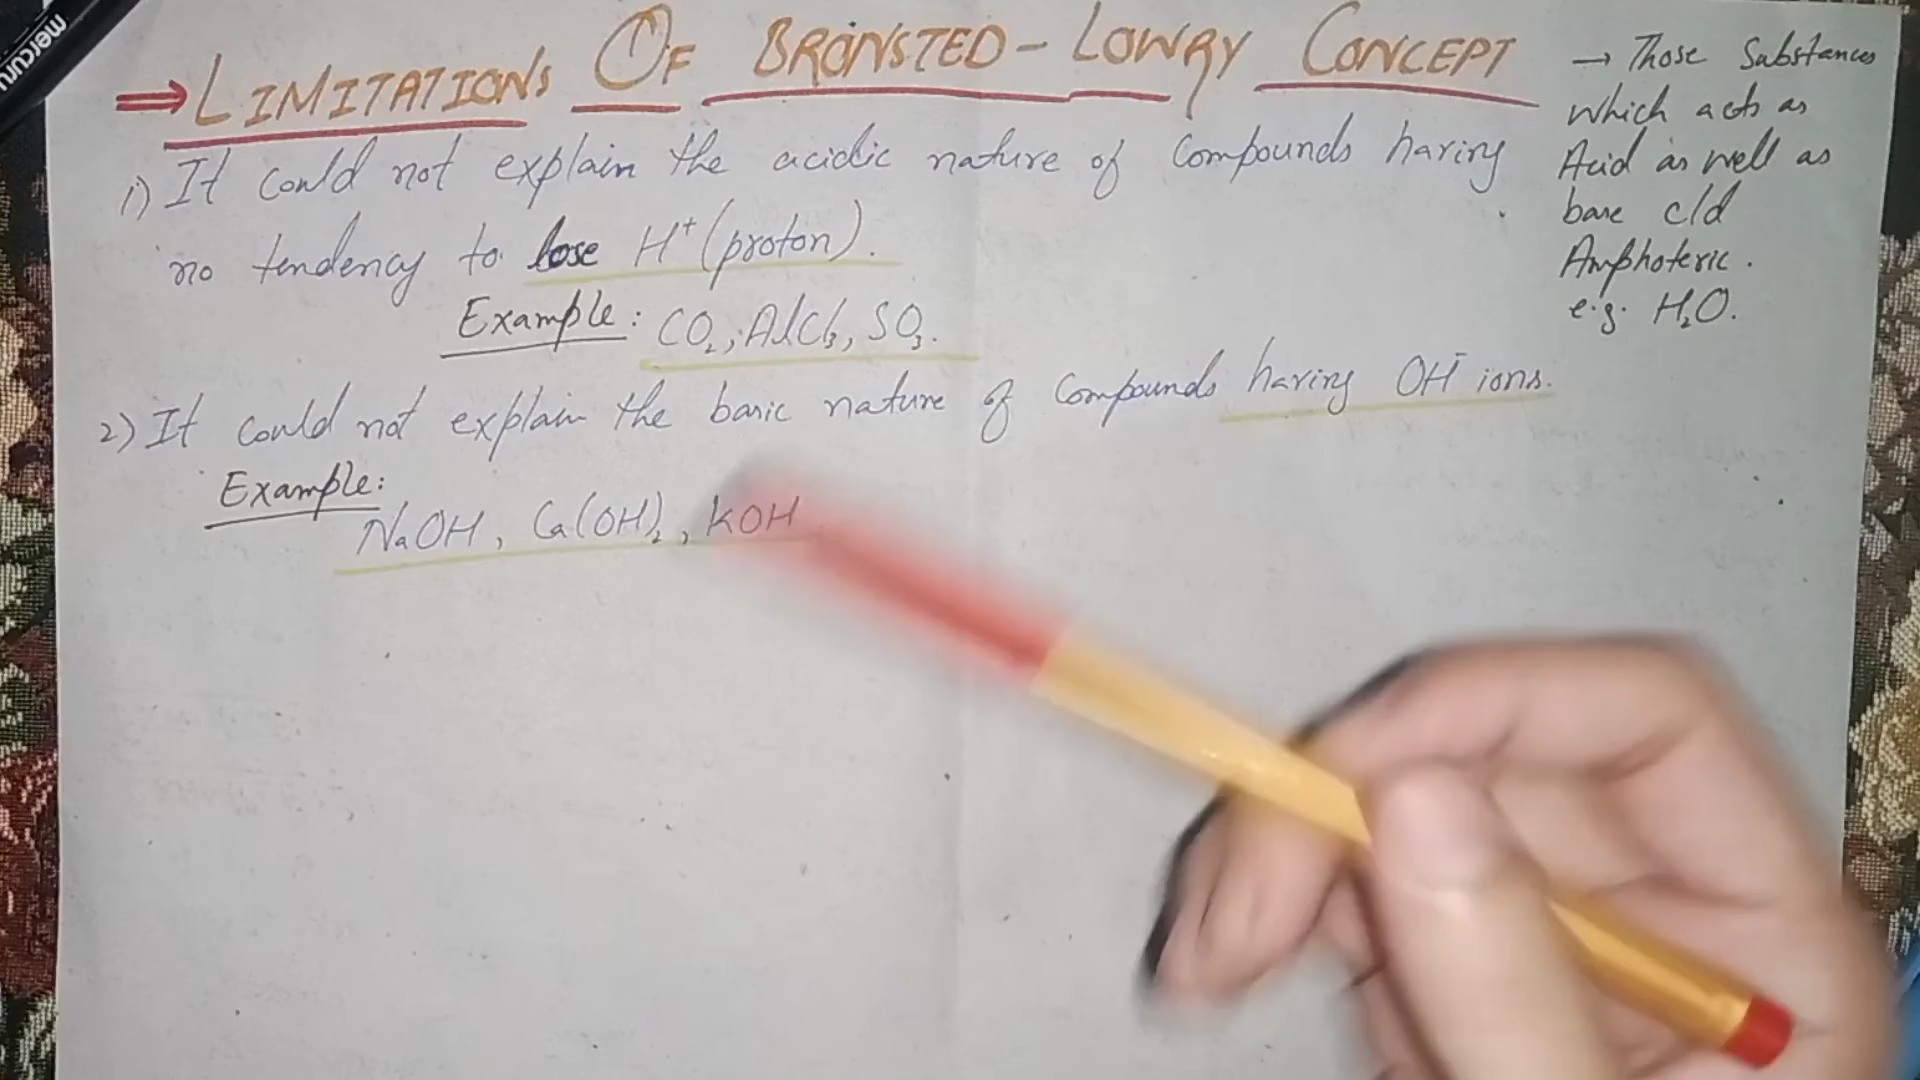 ⇒ LIMITATIONS OF BRONSTED-LOWRY CONCEPT
1) It could not explain the acidic nature of Compounds having
no tendency to lose H⁺ (proton).
Example: CO₂, AlCl₃, SO₃.
2) It could not explain the basic nature of Compounds having OH⁻ ions.
Example:
NaOH, Ca(OH)₂, KOH
→ Those Substances
which acts as
Acid as well as
base c/d
Amphoteric.
e.g. H₂O.
mercury